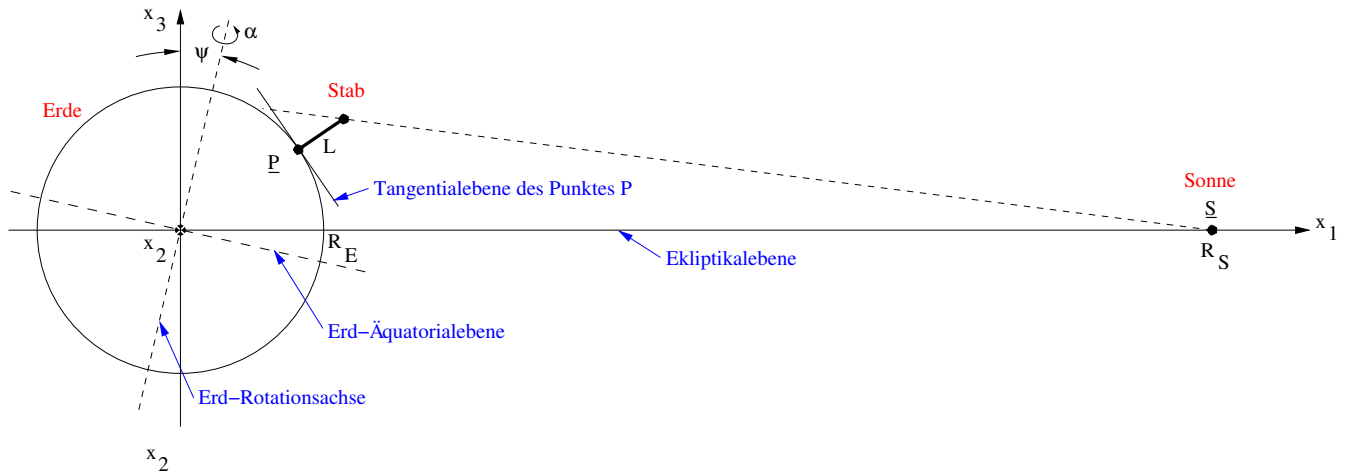 x3
α
ψ
Stab
Erde
L
P
Tangentialebene des Punktes P
Sonne
S
x1
x2
RE
RS
Ekliptikalebene
Erd−Äquatorialebene
Erd−Rotationsachse
x2